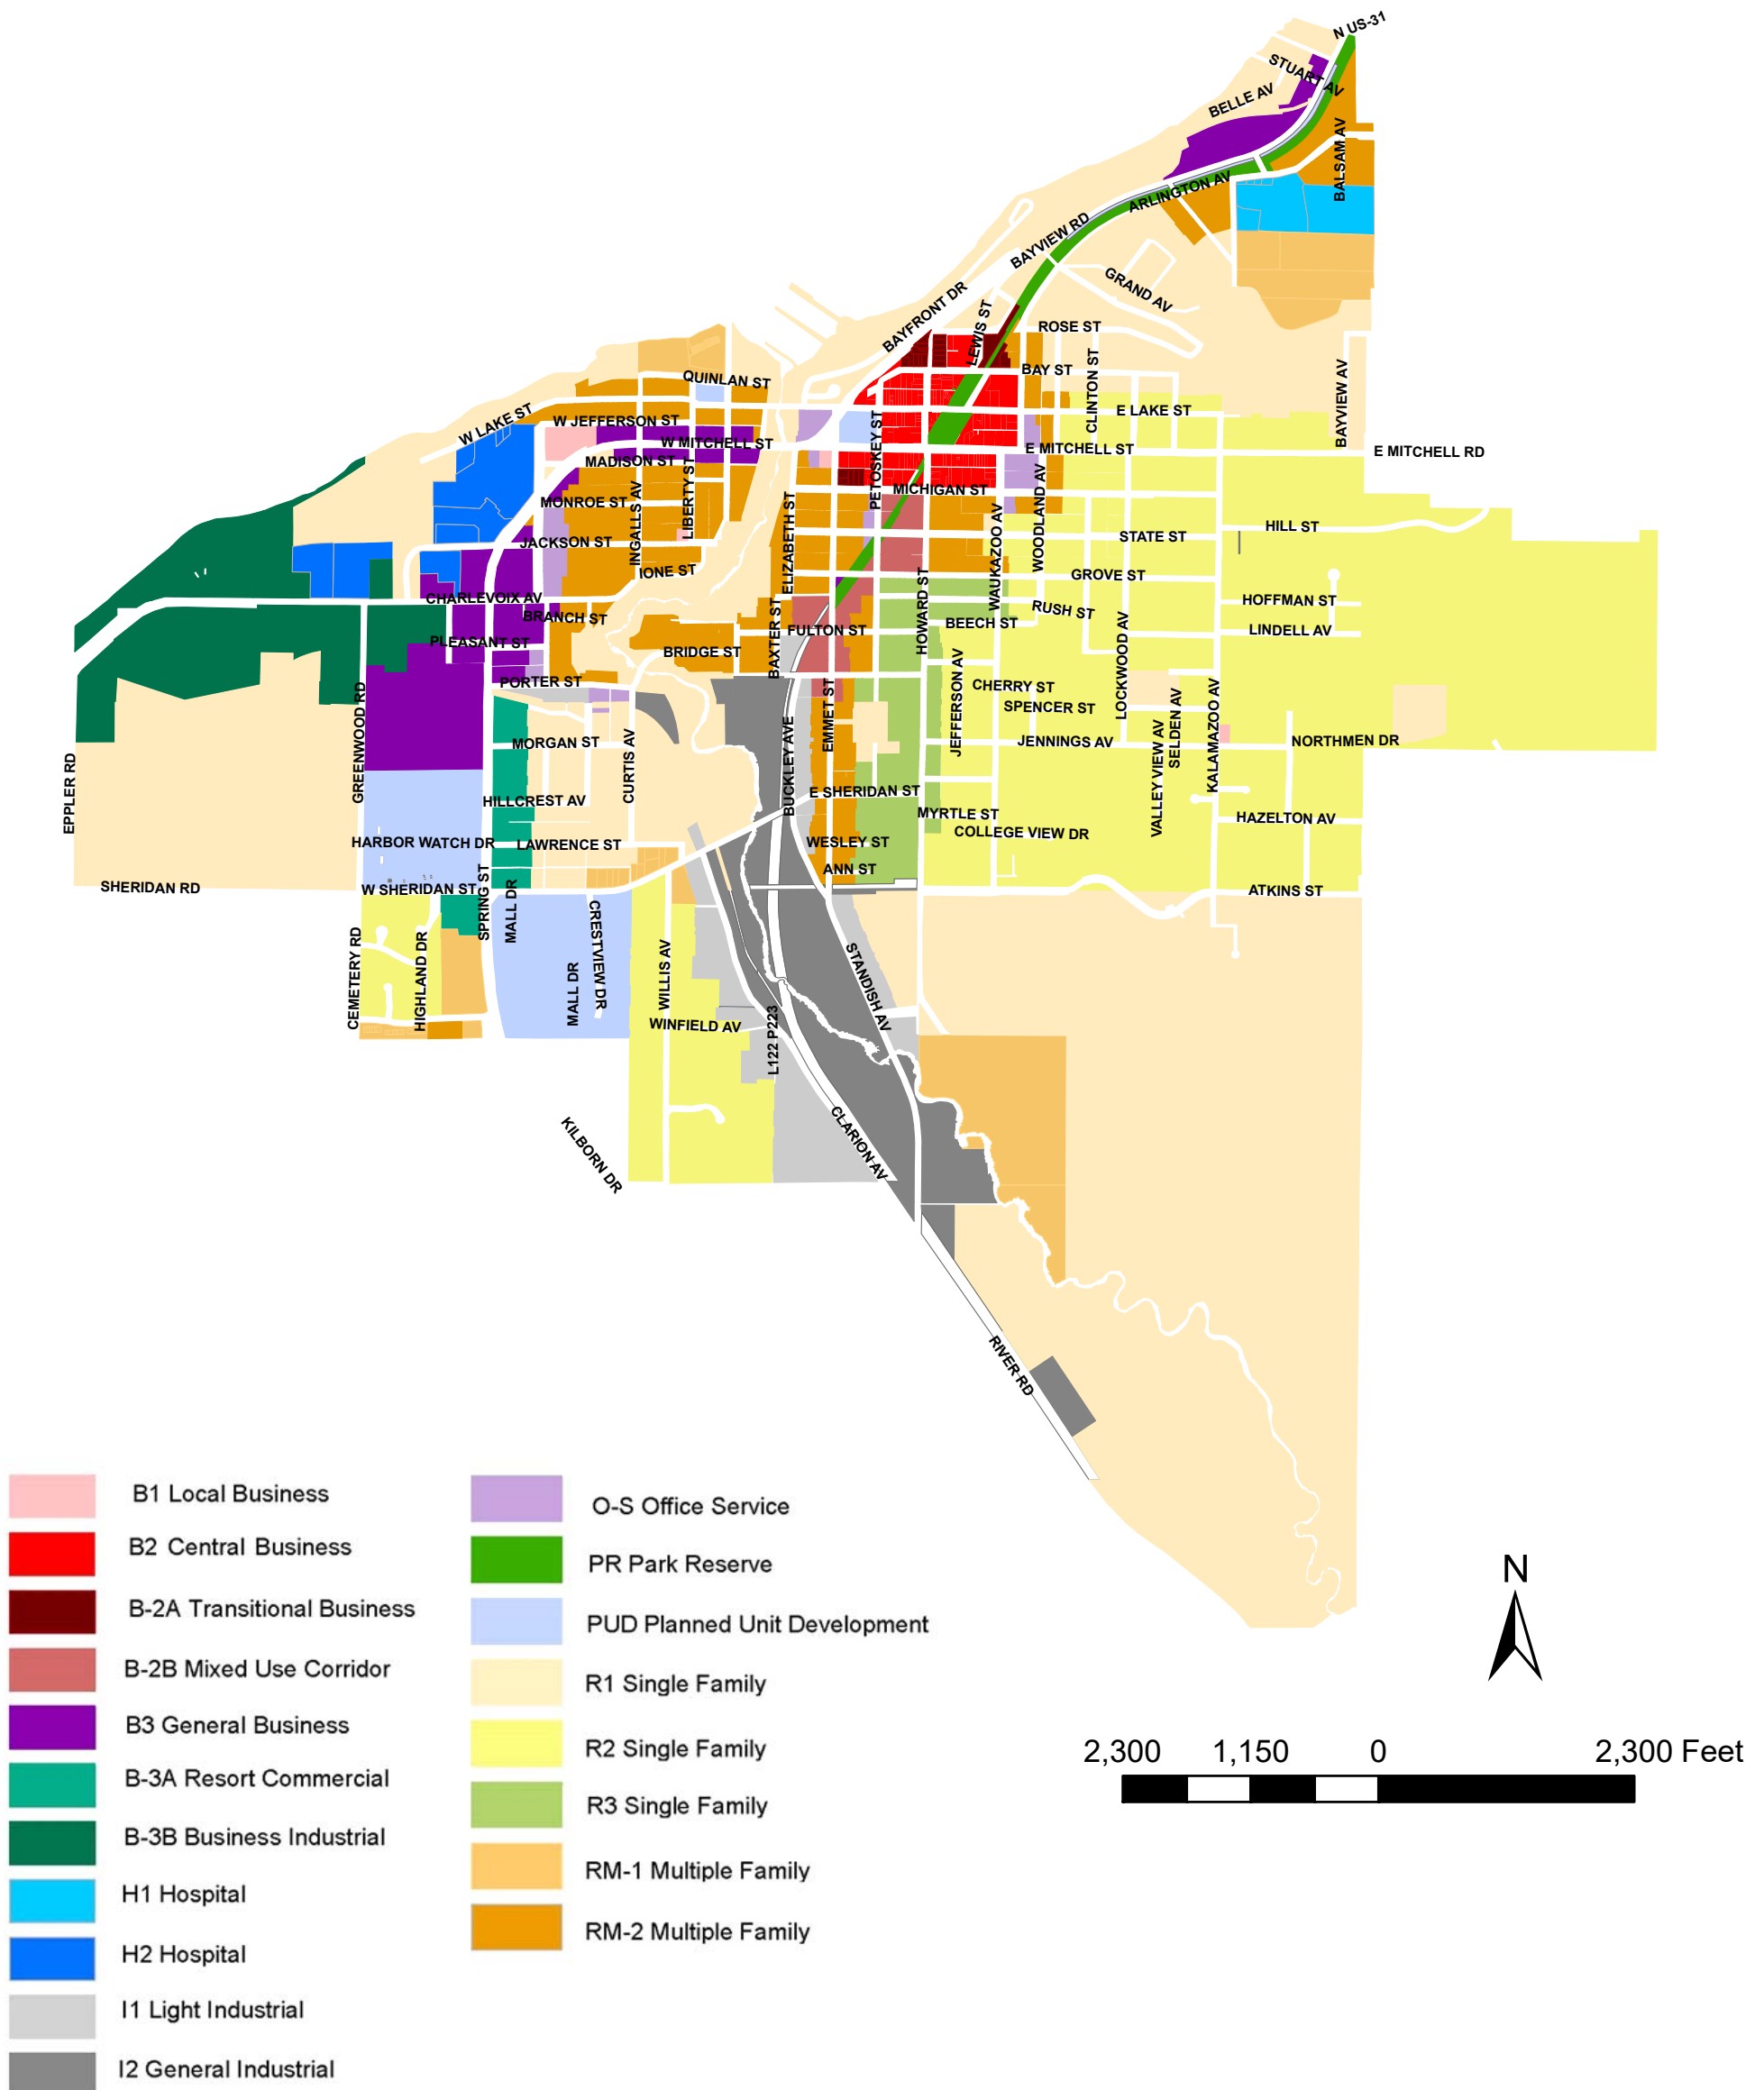 N US-31
STUART AV
BELLE AV
BALSAM AV
ARLINGTON AV
BAYVIEW RD
GRAND AV
BAYFRONT DR
LEWIS ST
ROSE ST
QUINLAN ST
BAY ST
CLINTON ST
BAYVIEW AV
W LAKE ST
W JEFFERSON ST
E LAKE ST
W MITCHELL ST
PETOSKEY ST
E MITCHELL ST
E MITCHELL RD
MADISON ST
LIBERTY ST
MICHIGAN ST
WOODLAND AV
MONROE ST
INGALLS AV
ELIZABETH ST
WAUKAZOO AV
HILL ST
JACKSON ST
STATE ST
IONE ST
GROVE ST
CHARLEVOIX AV
HOWARD ST
HOFFMAN ST
BRANCH ST
RUSH ST
BAXTER ST
FULTON ST
BEECH ST
LINDELL AV
PLEASANT ST
BRIDGE ST
LOCKWOOD AV
PORTER ST
JEFFERSON AV
CHERRY ST
SPENCER ST
GREENWOOD RD
EMMET ST
SELDEN AV
KALAMAZOO AV
MORGAN ST
CURTIS AV
BUCKLEY AVE
JENNINGS AV
VALLEY VIEW AV
NORTHMEN DR
EPPLER RD
HILLCREST AV
E SHERIDAN ST
MYRTLE ST
HAZELTON AV
HARBOR WATCH DR
LAWRENCE ST
WESLEY ST
COLLEGE VIEW DR
ANN ST
SHERIDAN RD
W SHERIDAN ST
SPRING ST
MALL DR
ATKINS ST
CEMETERY RD
HIGHLAND DR
MALL DR
CRESTVIEW DR
WILLIS AV
STANDISH AV
WINFIELD AV
L122 P223
KILBORN DR
CLARION AV
RIVER RD
B1 Local Business
B2 Central Business
B-2A Transitional Business
B-2B Mixed Use Corridor
B3 General Business
B-3A Resort Commercial
B-3B Business Industrial
H1 Hospital
H2 Hospital
I1 Light Industrial
I2 General Industrial
O-S Office Service
PR Park Reserve
PUD Planned Unit Development
R1 Single Family
R2 Single Family
R3 Single Family
RM-1 Multiple Family
RM-2 Multiple Family
N
2,300 1,150 0 2,300 Feet